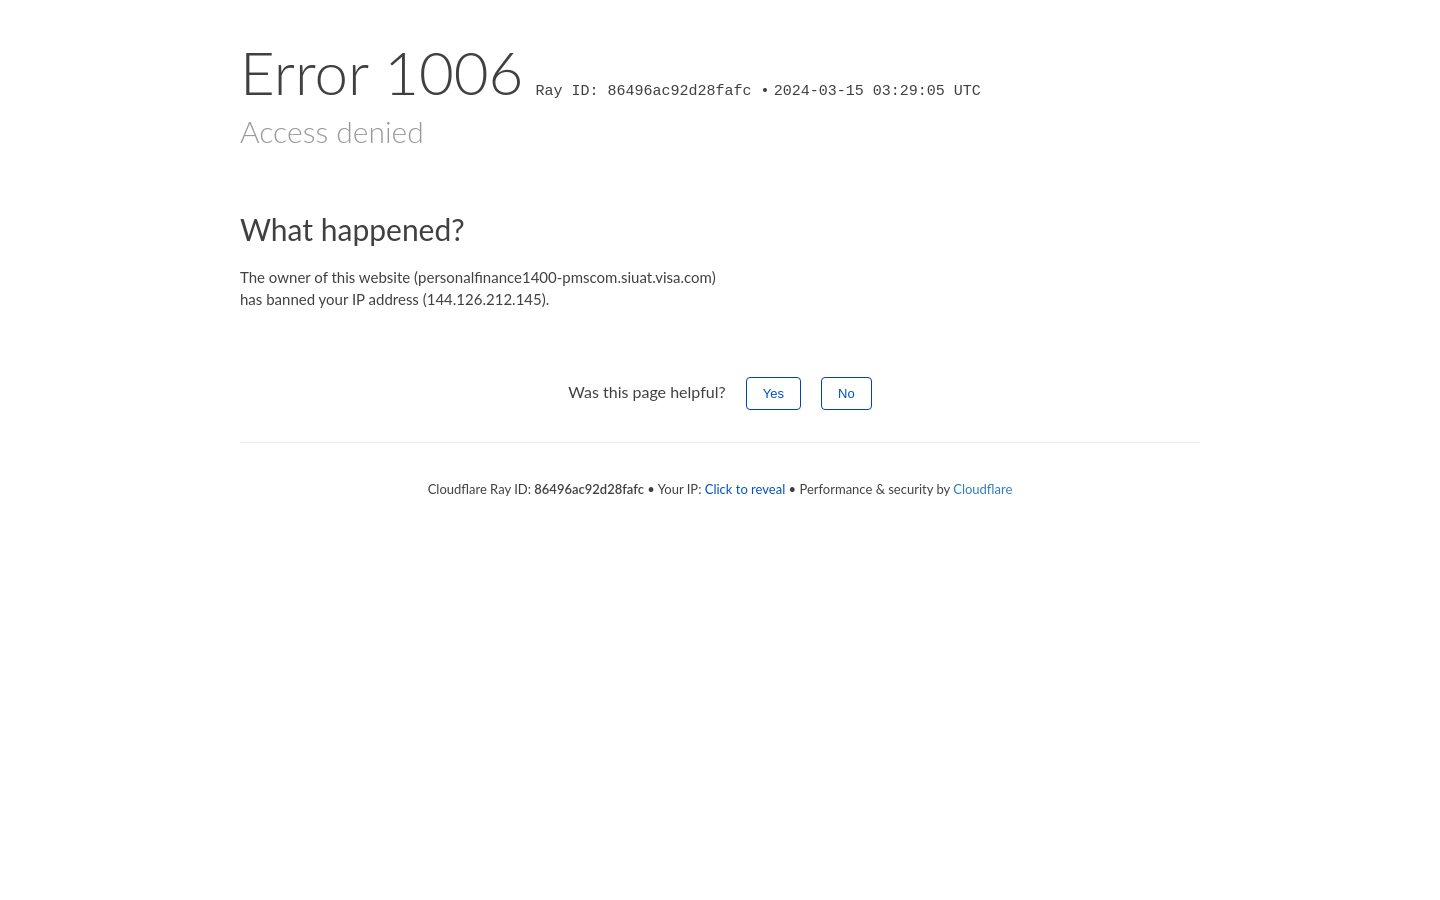 Error 1006 Ray ID: 86496ac92d28fafc • 2024-03-15 03:29:05 UTC
Access denied
What happened?
The owner of this website (personalfinance1400-pmscom.siuat.visa.com)
has banned your IP address (144.126.212.145).
Was this page helpful? Yes No
Cloudflare Ray ID: 86496ac92d28fafc • Your IP: Click to reveal • Performance & security by Cloudflare